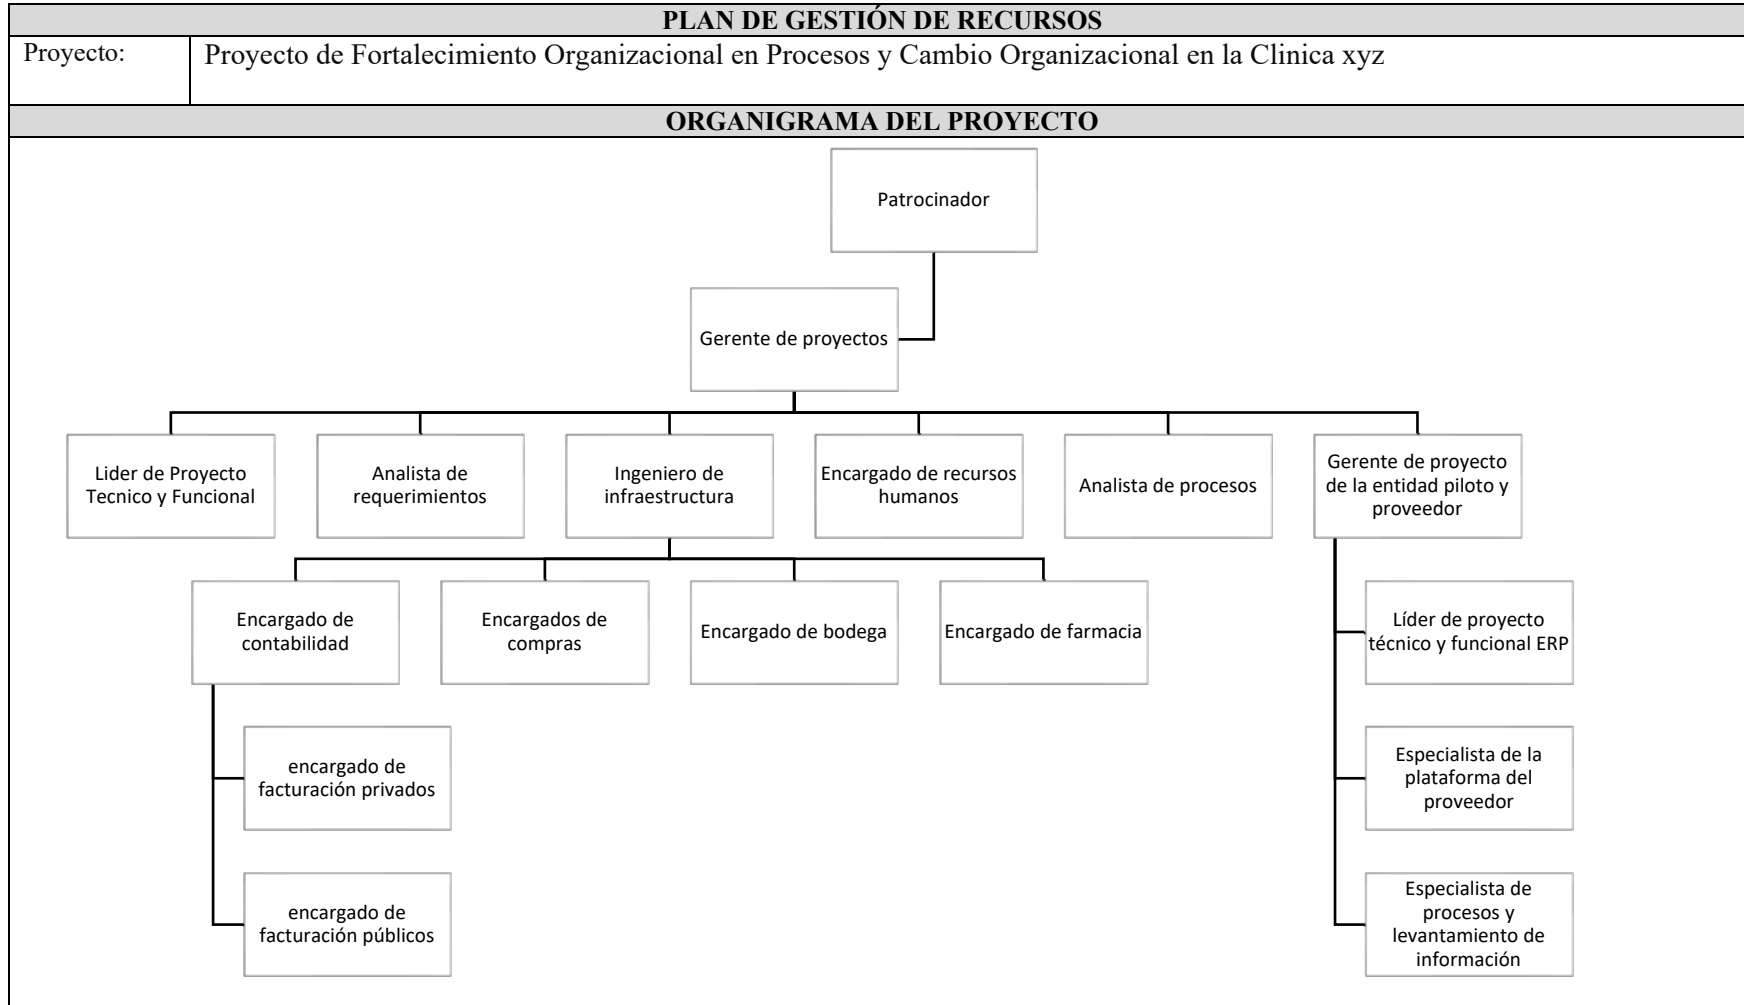 PLAN DE GESTIÓN DE RECURSOS
Proyecto:
Proyecto de Fortalecimiento Organizacional en Procesos y Cambio Organizacional en la Clinica xyz
ORGANIGRAMA DEL PROYECTO
Patrocinador
Gerente de proyectos
Lider de Proyecto
Tecnico y Funcional
Analista de
requerimientos
Ingeniero de
infraestructura
Encargado de recursos
humanos
Analista de procesos
Gerente de proyecto
de la entidad piloto y
proveedor
Encargado de
contabilidad
Encargados de
compras
Encargado de bodega
Encargado de farmacia
Líder de proyecto
técnico y funcional ERP
encargado de
facturación privados
Especialista de la
plataforma del
proveedor
encargado de
facturación públicos
Especialista de
procesos y
levantamiento de
información